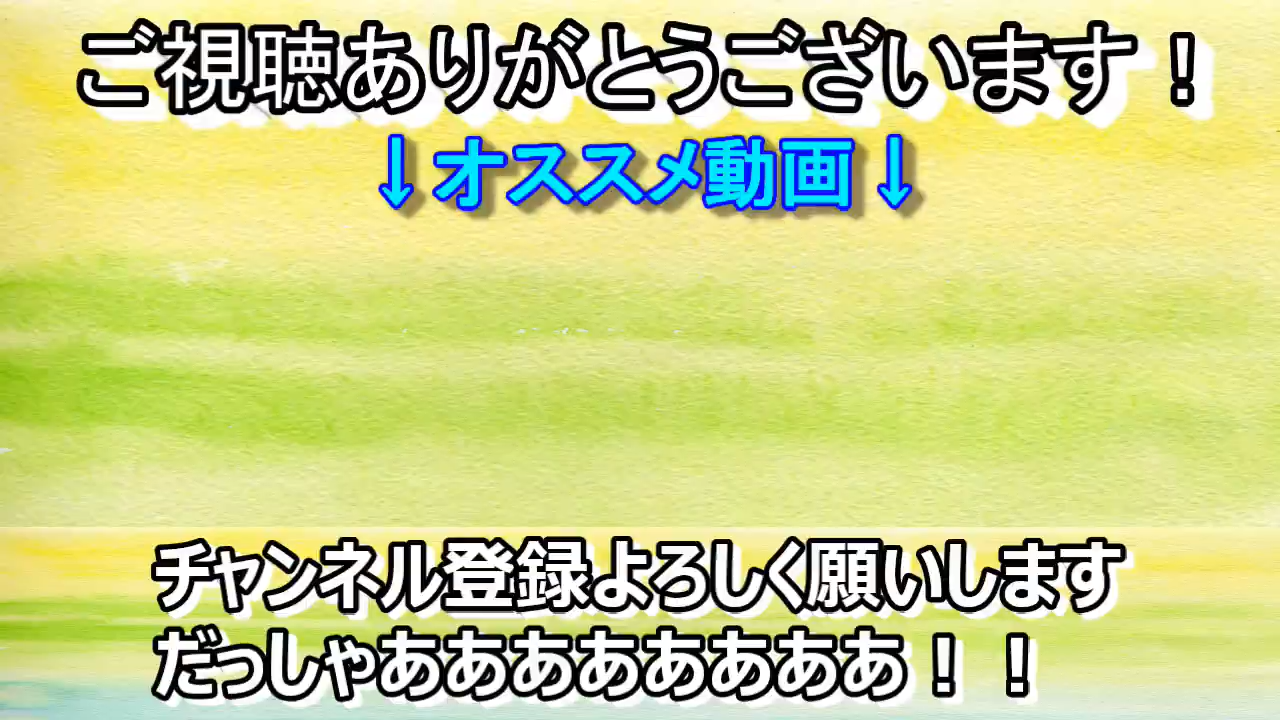 ご視聴ありがとうございます！
↓オススメ動画↓
チャンネル登録よろしく願いします
だっしゃああああああああ！！